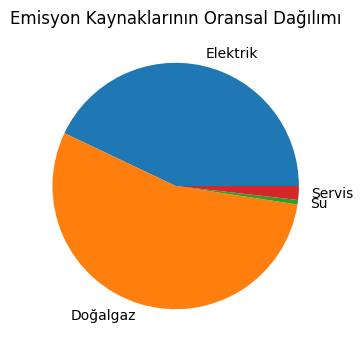 Emisyon Kaynaklarının Oransal Dağılımı
Elektrik
Servis
Su
Doğalgaz